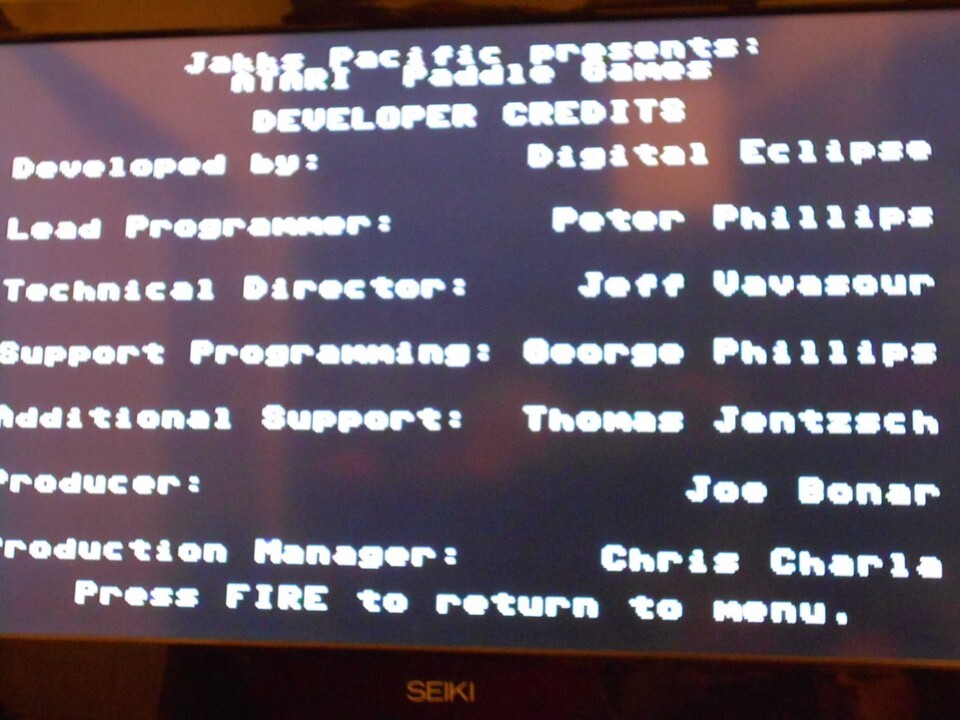 Jakks Pacific presents:
ATARI Paddle Games
DEVELOPER CREDITS
Developed by: Digital Eclipse
Lead Programmer: Peter Phillips
Technical Director: Jeff Vavasour
Support Programming: George Phillips
Additional Support: Thomas Jentzsch
Producer: Joe Bonar
Production Manager: Chris Charla
Press FIRE to return to menu.
SEIKI